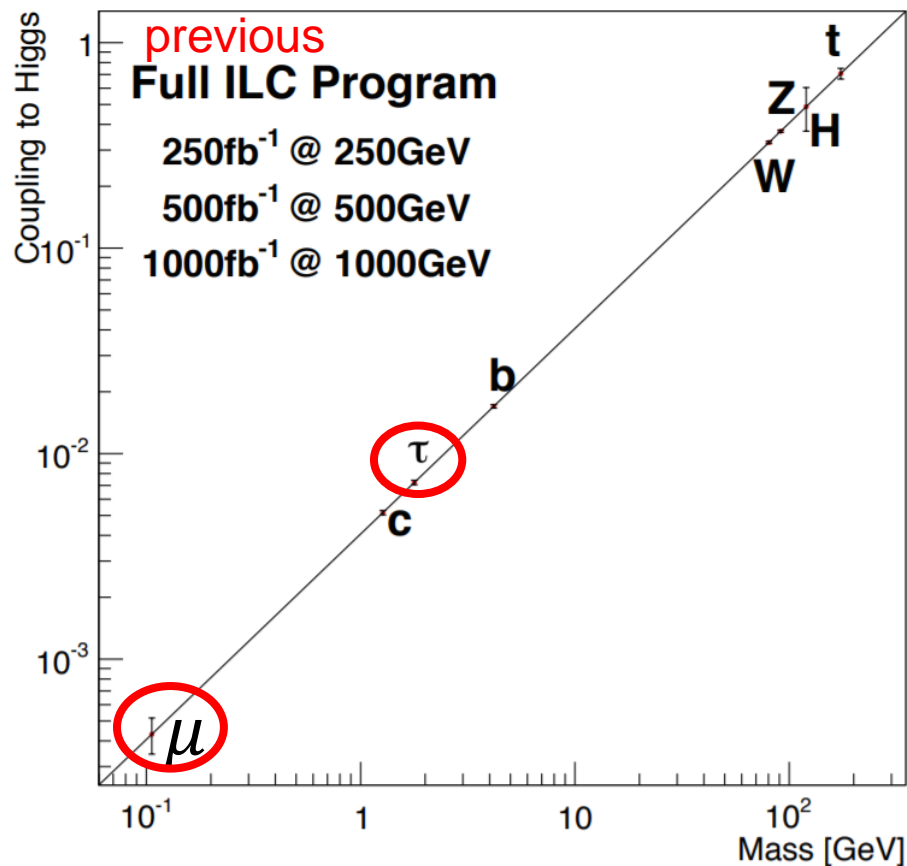 previous
Full ILC Program
250fb⁻¹ @ 250GeV
500fb⁻¹ @ 500GeV
1000fb⁻¹ @ 1000GeV
Coupling to Higgs
1
10⁻¹
10⁻²
10⁻³
t
Z
H
W
b
τ
c
μ
10⁻¹
1
10
10²
Mass [GeV]